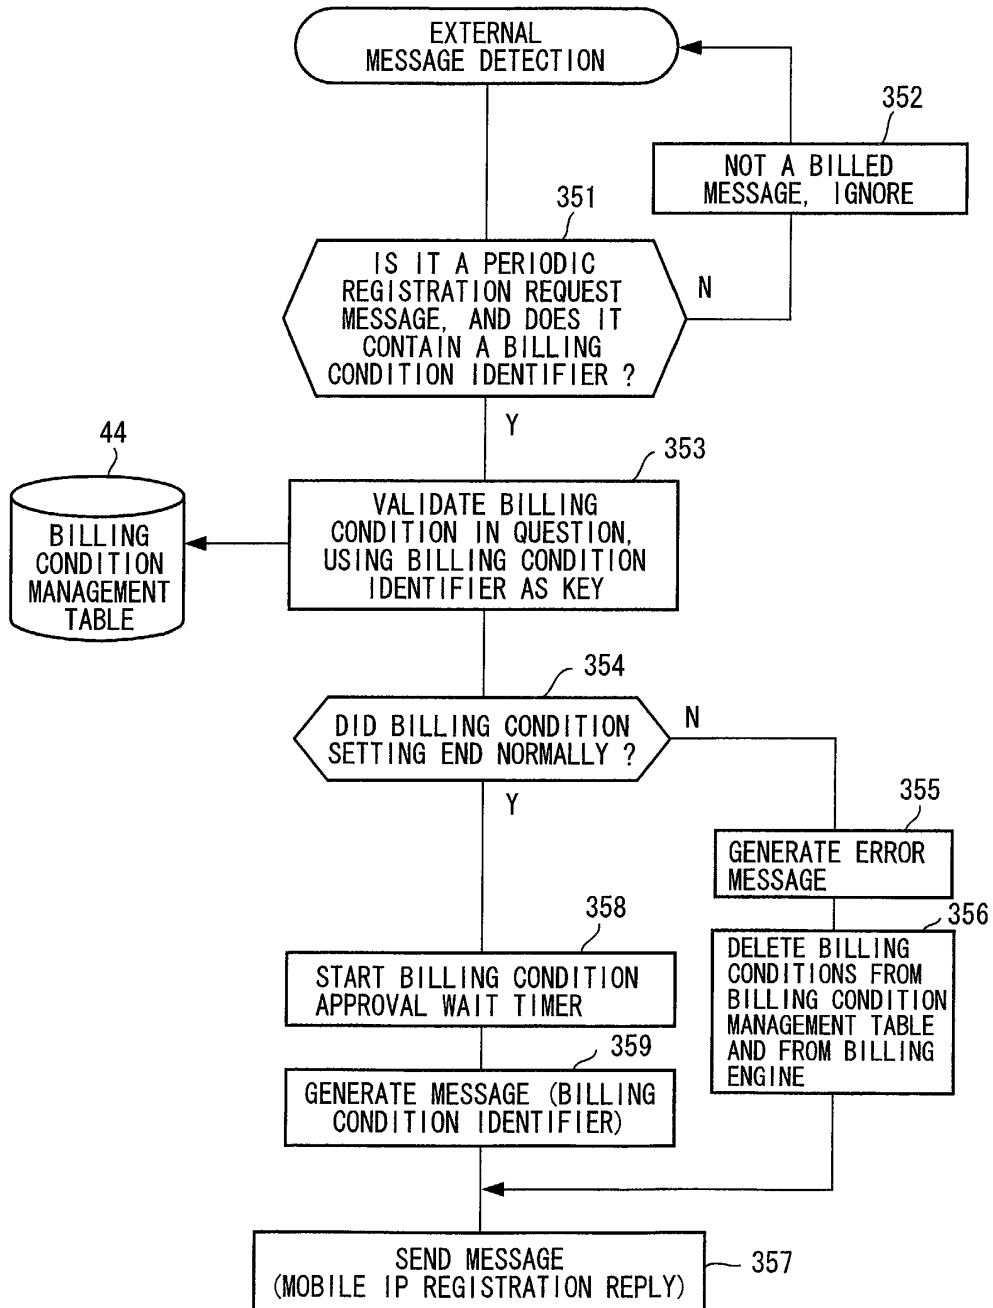 EXTERNAL
MESSAGE DETECTION
352
NOT A BILLED
MESSAGE, IGNORE
351
IS IT A PERIODIC
REGISTRATION REQUEST
MESSAGE, AND DOES IT
CONTAIN A BILLING
CONDITION IDENTIFIER ?
N
Y
44
BILLING
CONDITION
MANAGEMENT
TABLE
353
VALIDATE BILLING
CONDITION IN QUESTION,
USING BILLING CONDITION
IDENTIFIER AS KEY
354
DID BILLING CONDITION
SETTING END NORMALLY ?
N
Y
355
GENERATE ERROR
MESSAGE
356
DELETE BILLING
CONDITIONS FROM
BILLING CONDITION
MANAGEMENT TABLE
AND FROM BILLING
ENGINE
358
START BILLING CONDITION
APPROVAL WAIT TIMER
359
GENERATE MESSAGE (BILLING
CONDITION IDENTIFIER)
SEND MESSAGE
(MOBILE IP REGISTRATION REPLY)
357